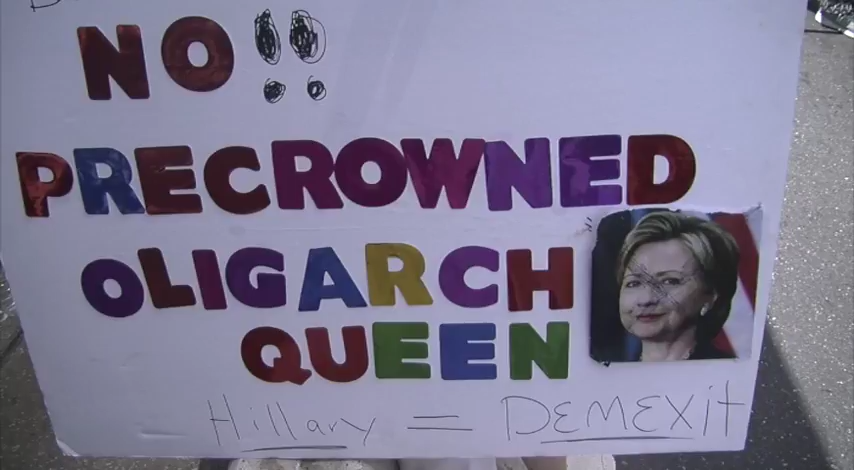 NO!!
PRECROWNED
OLIGARCH
QUEEN
Hillary = DEMEXit